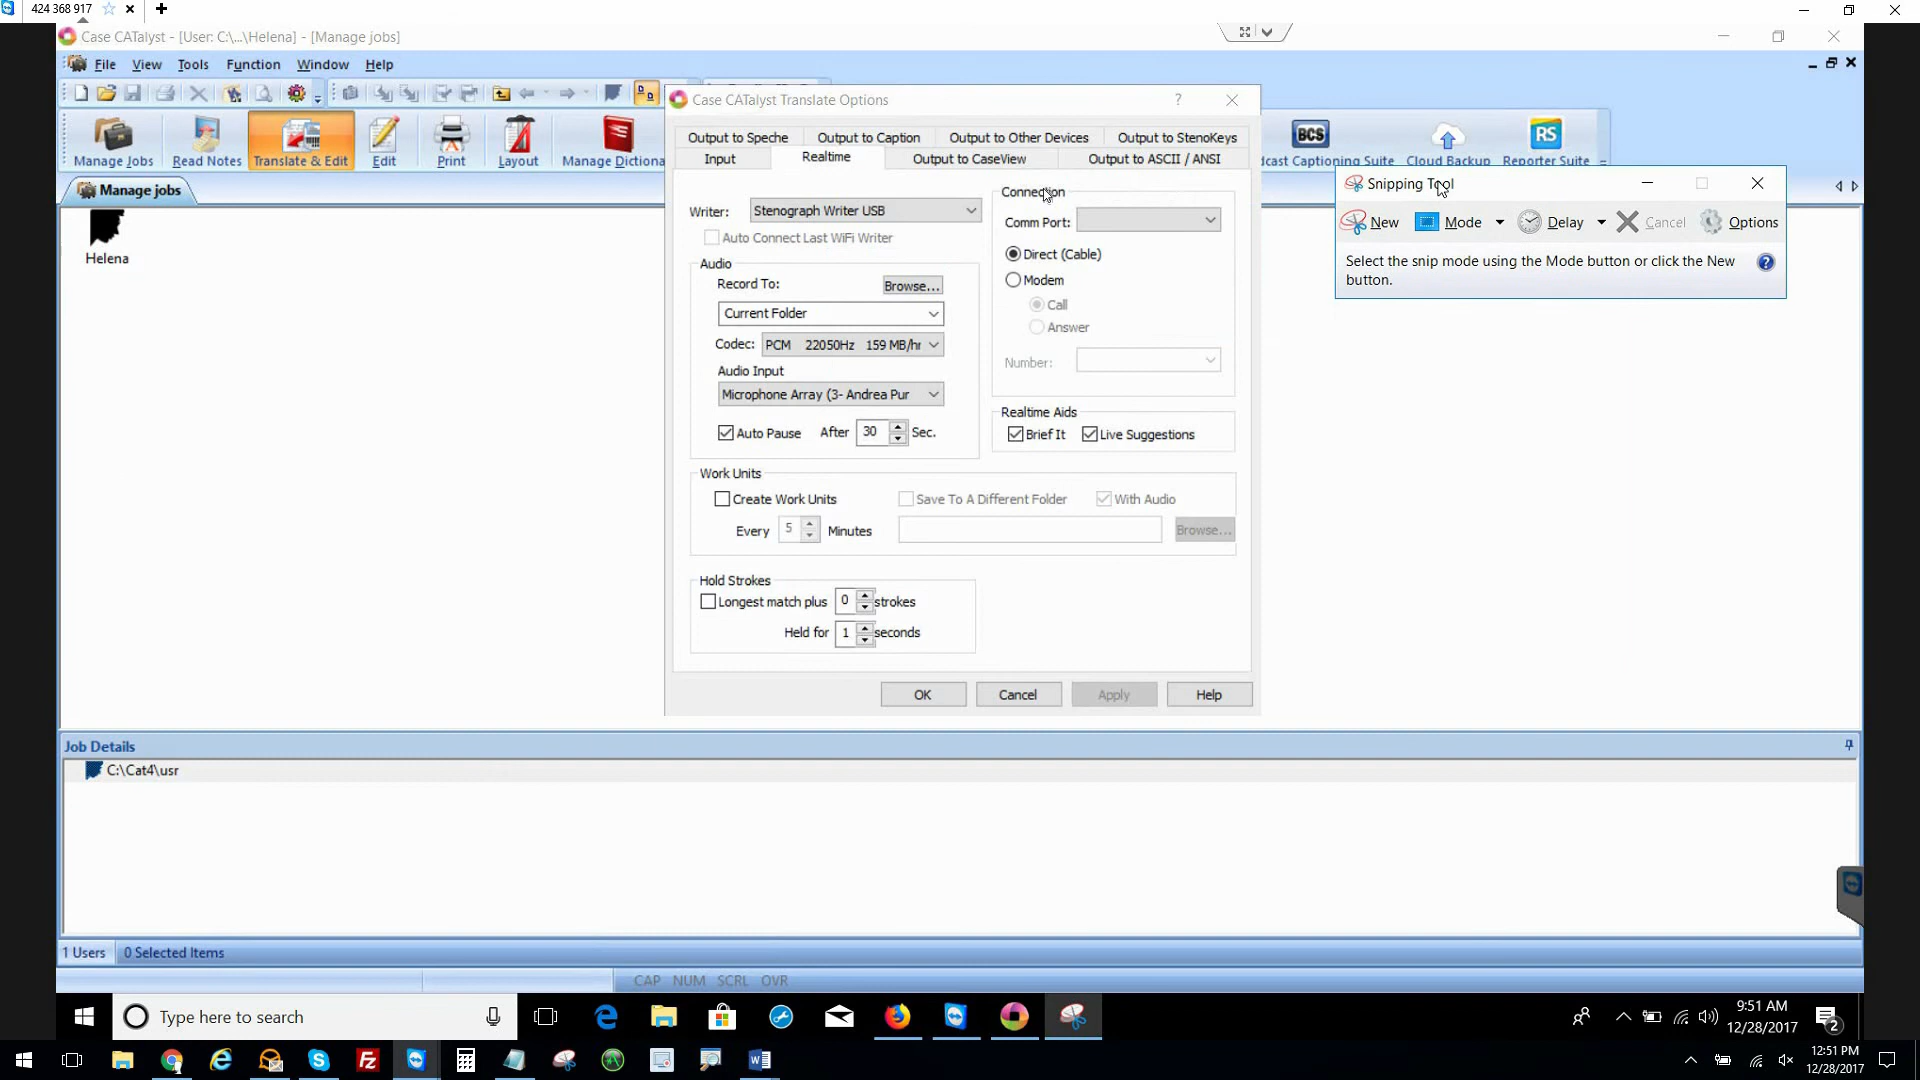 424 368 917
Case CATalyst - [User: C:\...\Helena] - [Manage jobs]
File View Tools Function Window Help
Manage Jobs Read Notes Translate & Edit Edit Print Layout Manage Dictiona
BCS RS
dcast Captioning Suite Cloud Backup Reporter Suite
Manage jobs
Helena
Case CATalyst Translate Options
Output to Speche Output to Caption Output to Other Devices Output to StenoKeys
Input Realtime Output to CaseView Output to ASCII / ANSI
Writer: Stenograph Writer USB
Auto Connect Last WiFi Writer
Audio
Record To: Browse...
Current Folder
Codec: PCM 22050Hz 159 MB/hr
Audio Input
Microphone Array (3- Andrea Pur
Auto Pause After 30 Sec.
Connection
Comm Port:
Direct (Cable)
Modem
Call
Answer
Number:
Realtime Aids
Brief It Live Suggestions
Work Units
Create Work Units Save To A Different Folder With Audio
Every 5 Minutes Browse...
Hold Strokes
Longest match plus 0 strokes
Held for 1 seconds
OK Cancel Apply Help
Snipping Tool
New Mode Delay Cancel Options
Select the snip mode using the Mode button or click the New
button.
Job Details
C:\Cat4\usr
1 Users 0 Selected Items
CAP NUM SCRL OVR
Type here to search
9:51 AM
12/28/2017
2
12:51 PM
12/28/2017